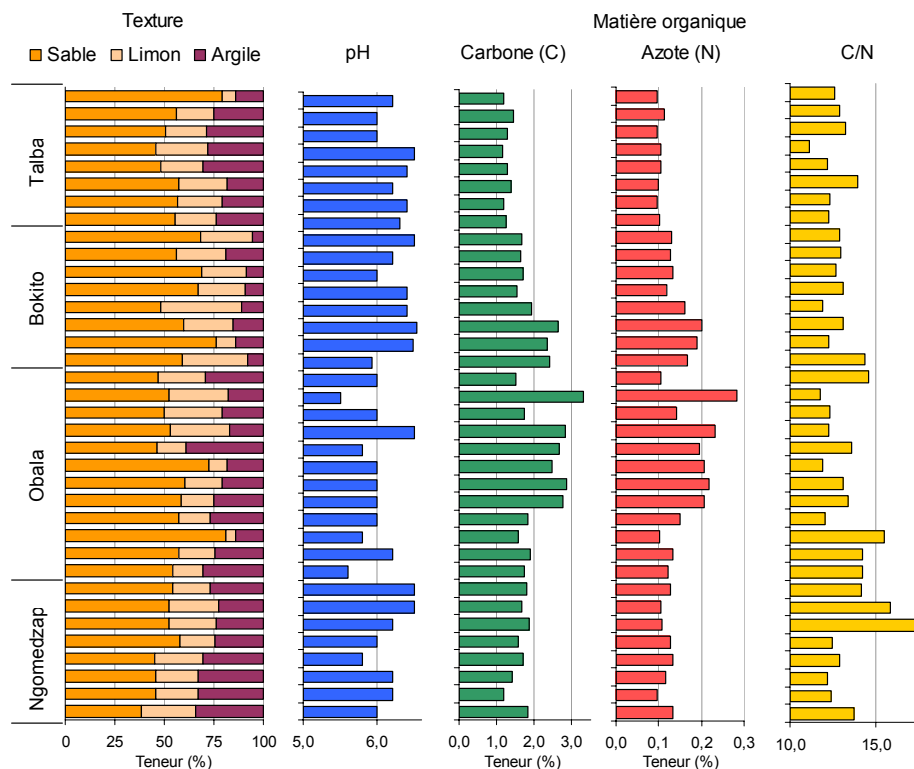 Texture
Matière organique
Sable Limon Argile
pH
Carbone (C)
Azote (N)
C/N
Talba
Bokito
Obala
Ngomedzap
0 25 50 75 100
5,0 6,0
0,0 1,0 2,0 3,0
0,0 0,1 0,2 0,3
10,0 15,0
Teneur (%)
Teneur (%)
Teneur (%)